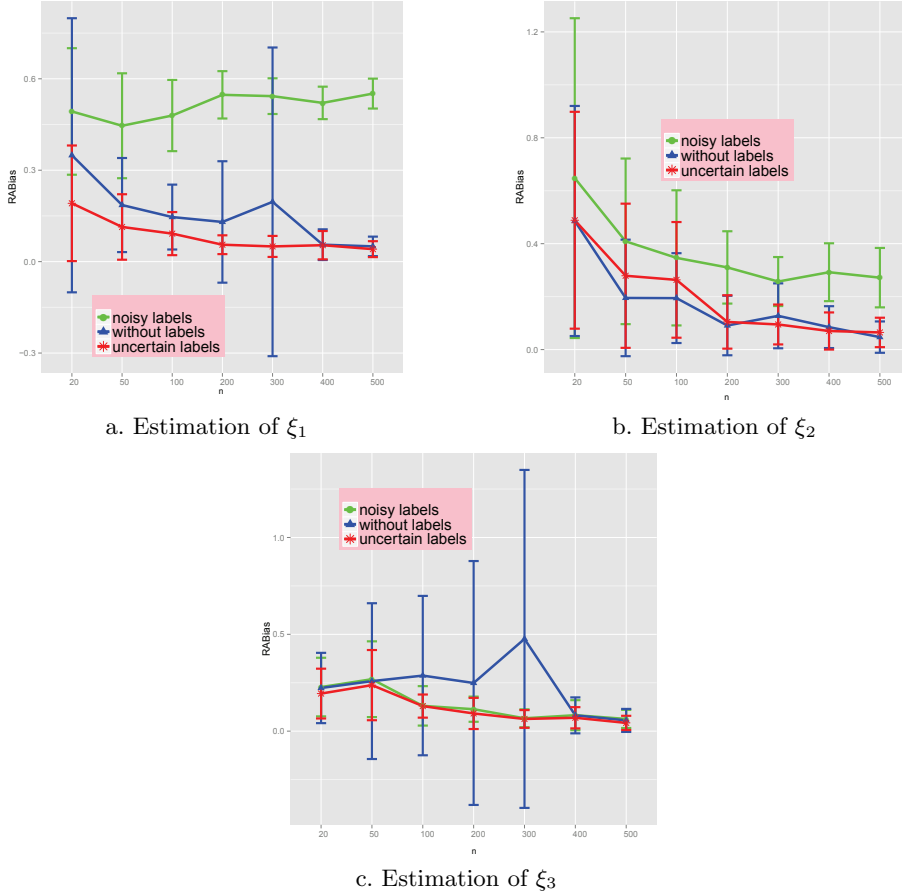 0.6
0.3
0.0
−0.3
RABias
noisy labels
without labels
uncertain labels
20 50 100 200 300 400 500
n
a. Estimation of ξ1
1.2
0.8
0.4
0.0
RABias
noisy labels
without labels
uncertain labels
20 50 100 200 300 400 500
n
b. Estimation of ξ2
1.0
0.5
0.0
RABias
noisy labels
without labels
uncertain labels
20 50 100 200 300 400 500
n
c. Estimation of ξ3